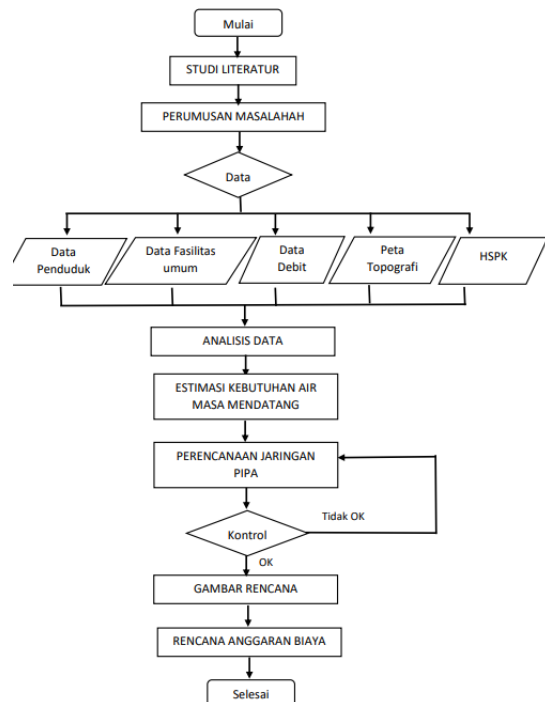 Mulai
STUDI LITERATUR
PERUMUSAN MASALAHAH
Data
Data
Penduduk
Data Fasilitas
umum
Data
Debit
Peta
Topografi
HSPK
ANALISIS DATA
ESTIMASI KEBUTUHAN AIR
MASA MENDATANG
PERENCANAAN JARINGAN
PIPA
Tidak OK
Kontrol
OK
GAMBAR RENCANA
RENCANA ANGGARAN BIAYA
Selesai